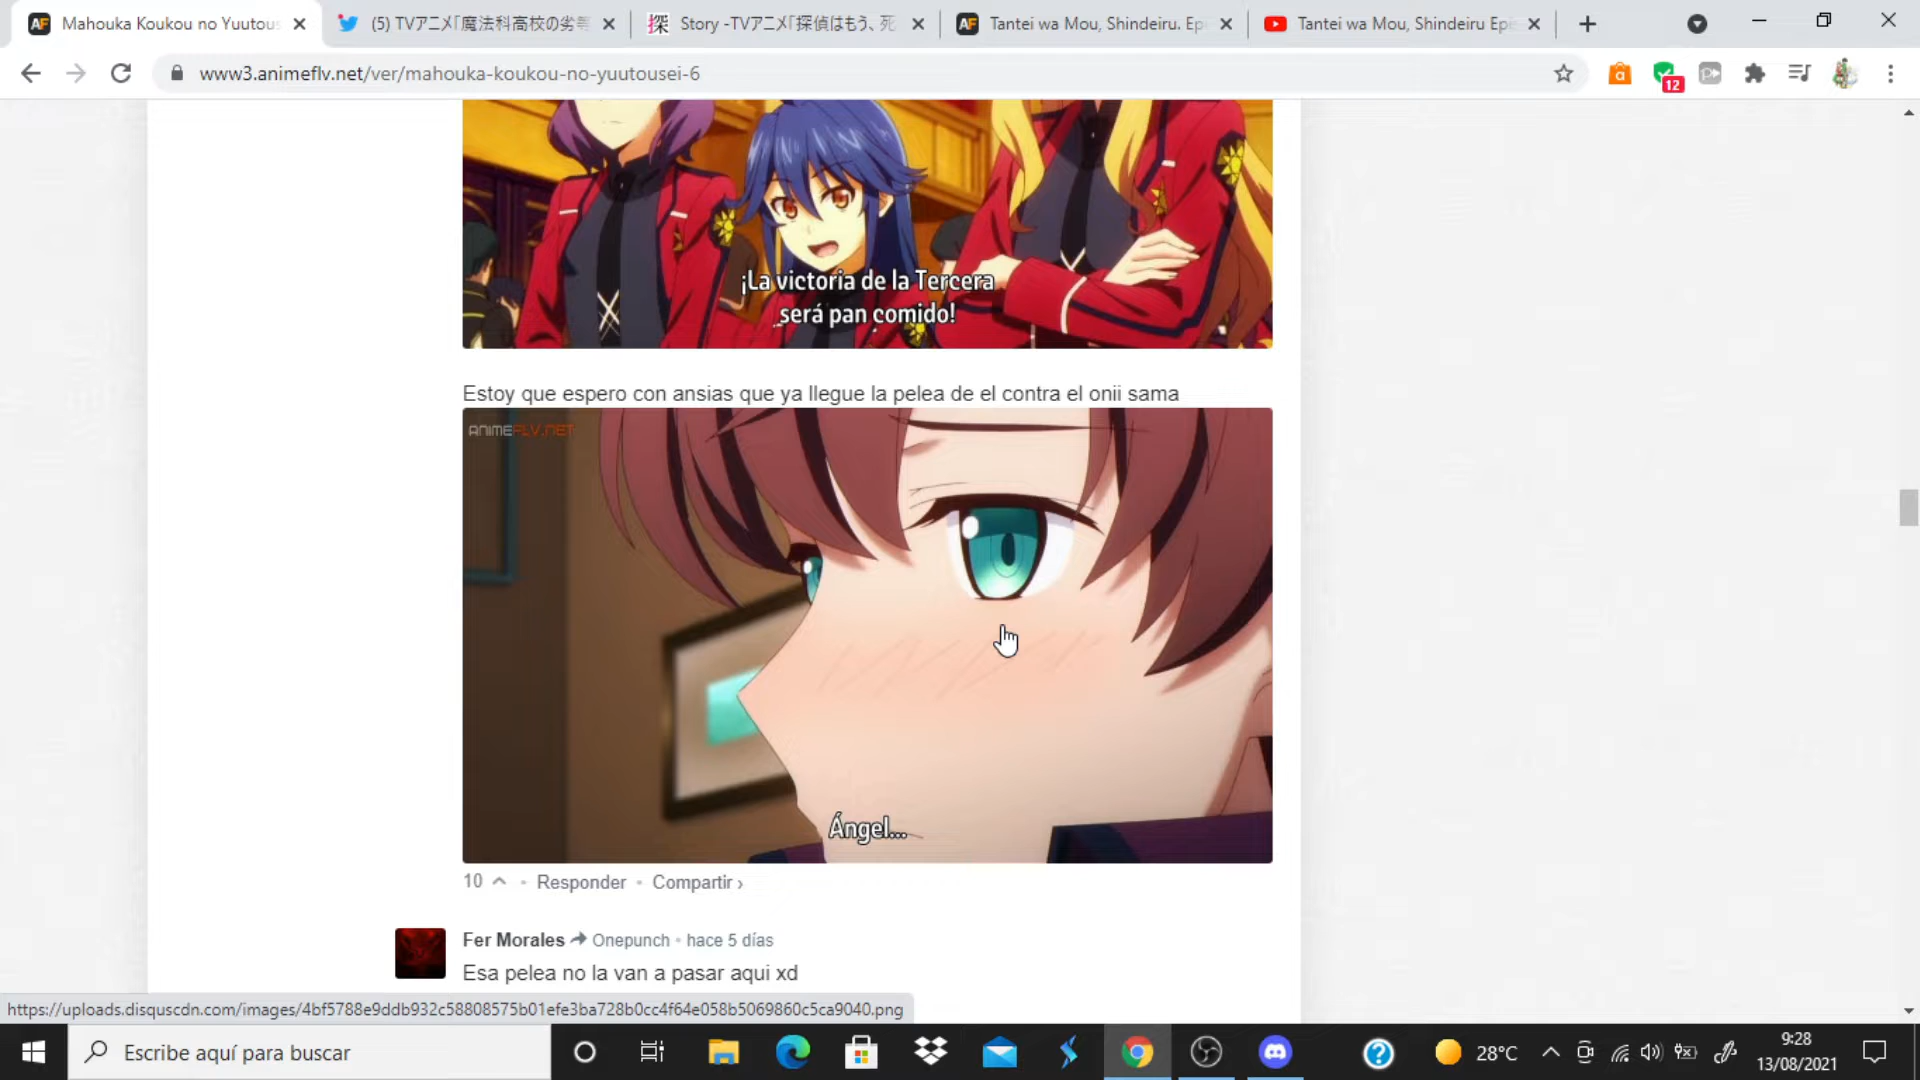 Mahouka Koukou no Yuutous
(5) TVアニメ「魔法科高校の劣等
Story -TVアニメ「探偵はもう、死
Tantei wa Mou, Shindeiru. Ep
Tantei wa Mou, Shindeiru Epi
www3.animeflv.net/ver/mahouka-koukou-no-yuutousei-6
12
¡La victoria de la Tercera
será pan comido!
Estoy que espero con ansias que ya llegue la pelea de el contra el onii sama
ANIMEFLV.NET
Ángel...
10 • Responder • Compartir ›
Fer Morales Onepunch • hace 5 días
Esa pelea no la van a pasar aqui xd
https://uploads.disquscdn.com/images/4bf5788e9ddb932c58808575b01efe3ba728b0cc4f64e058b5069860c5ca9040.png
Escribe aquí para buscar
28°C
9:28
13/08/2021